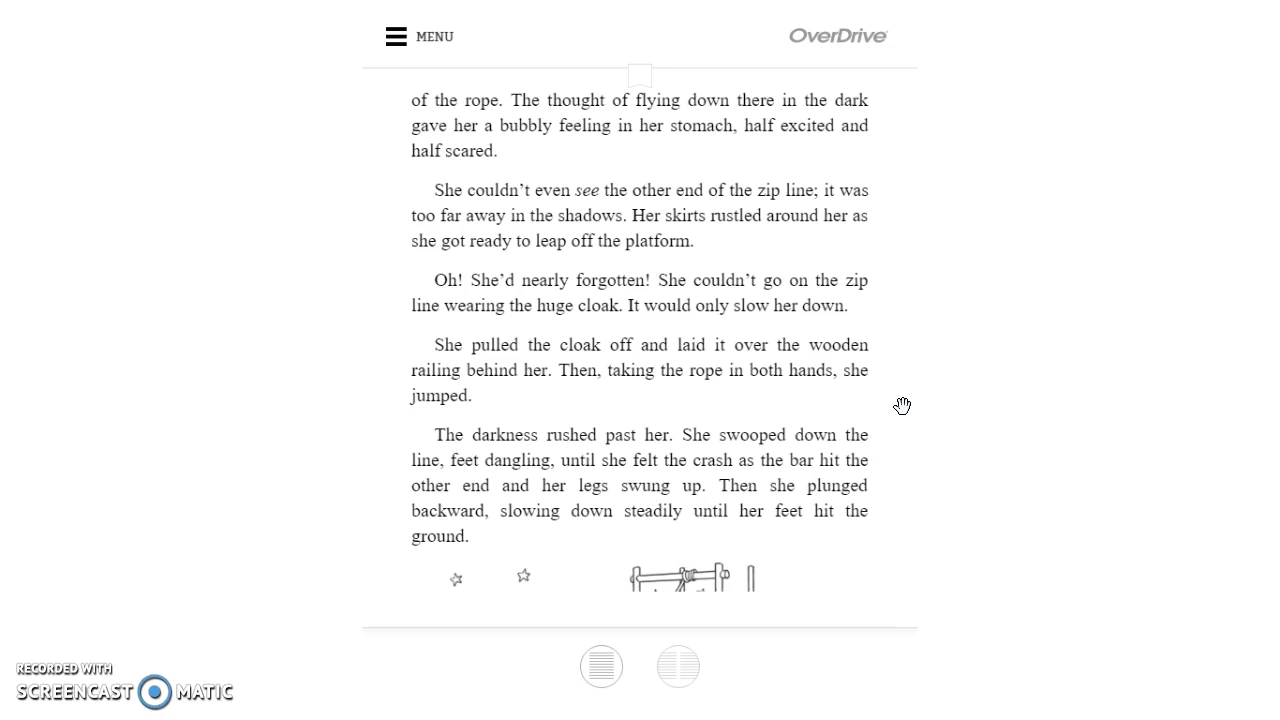 MENU
OverDrive
of the rope. The thought of flying down there in the dark
gave her a bubbly feeling in her stomach, half excited and
half scared.
She couldn’t even see the other end of the zip line; it was
too far away in the shadows. Her skirts rustled around her as
she got ready to leap off the platform.
Oh! She’d nearly forgotten! She couldn’t go on the zip
line wearing the huge cloak. It would only slow her down.
She pulled the cloak off and laid it over the wooden
railing behind her. Then, taking the rope in both hands, she
jumped.
The darkness rushed past her. She swooped down the
line, feet dangling, until she felt the crash as the bar hit the
other end and her legs swung up. Then she plunged
backward, slowing down steadily until her feet hit the
ground.
RECORDED WITH
SCREENCAST MATIC